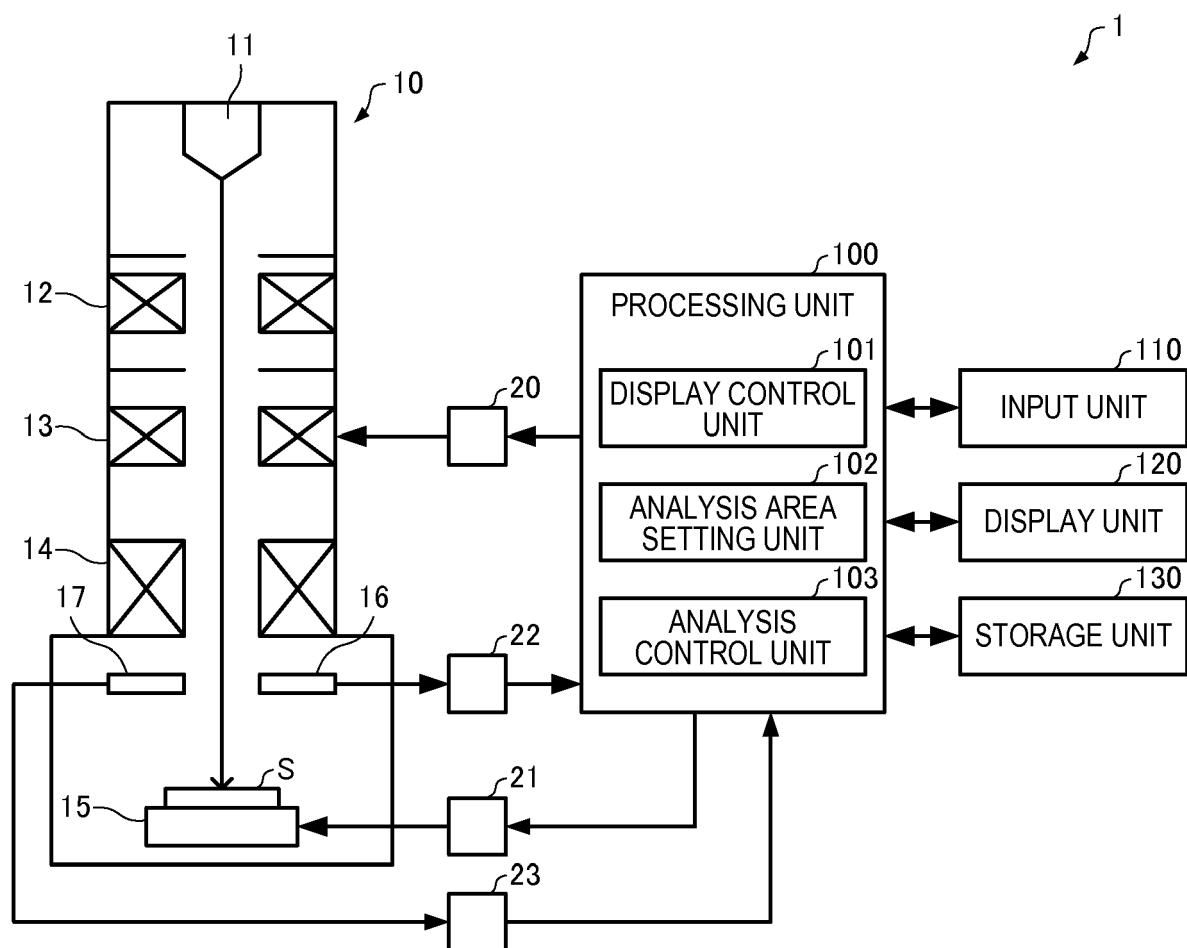 1
11
10
100
PROCESSING UNIT
12
101
110
DISPLAY CONTROL
UNIT
INPUT UNIT
20
13
102
120
ANALYSIS AREA
SETTING UNIT
DISPLAY UNIT
14
103
130
17
16
22
ANALYSIS
CONTROL UNIT
STORAGE UNIT
S
21
15
23